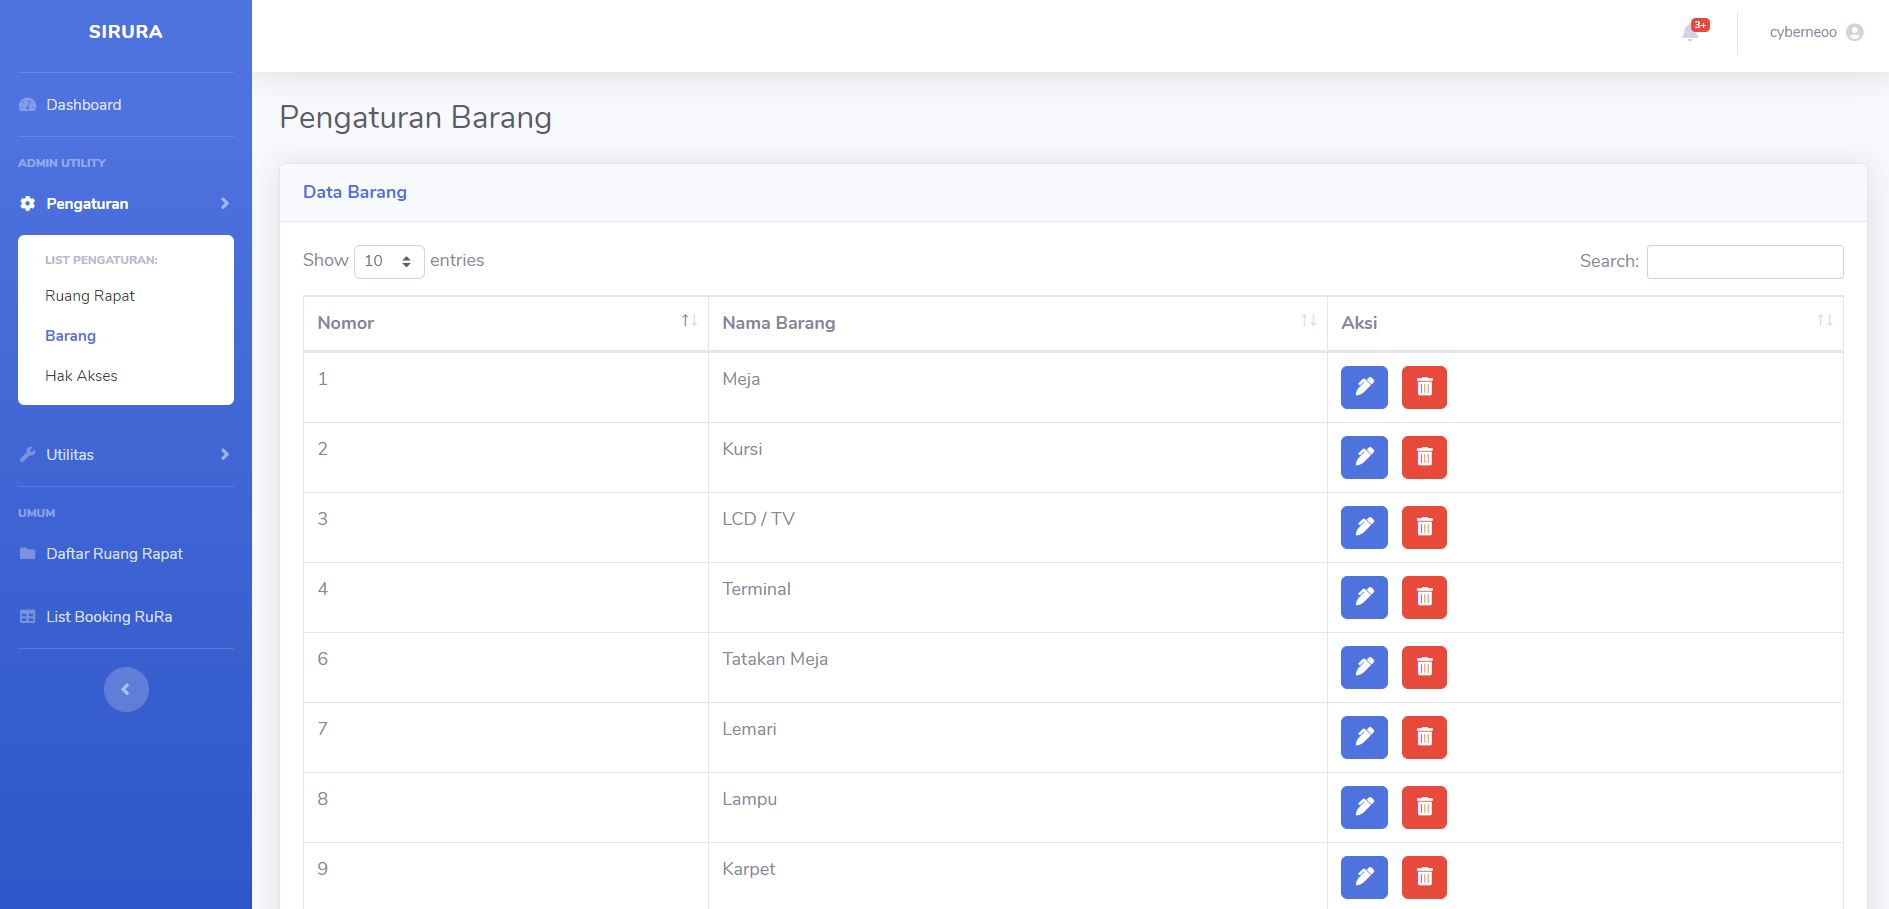 SIRURA
3+
cyberneoo
Dashboard
ADMIN UTILITY
Pengaturan
LIST PENGATURAN:
Ruang Rapat
Barang
Hak Akses
Utilitas
UMUM
Daftar Ruang Rapat
List Booking RuRa
Pengaturan Barang
Data Barang
Show 10 entries
Search:
Nomor Nama Barang Aksi
1 Meja
2 Kursi
3 LCD / TV
4 Terminal
6 Tatakan Meja
7 Lemari
8 Lampu
9 Karpet